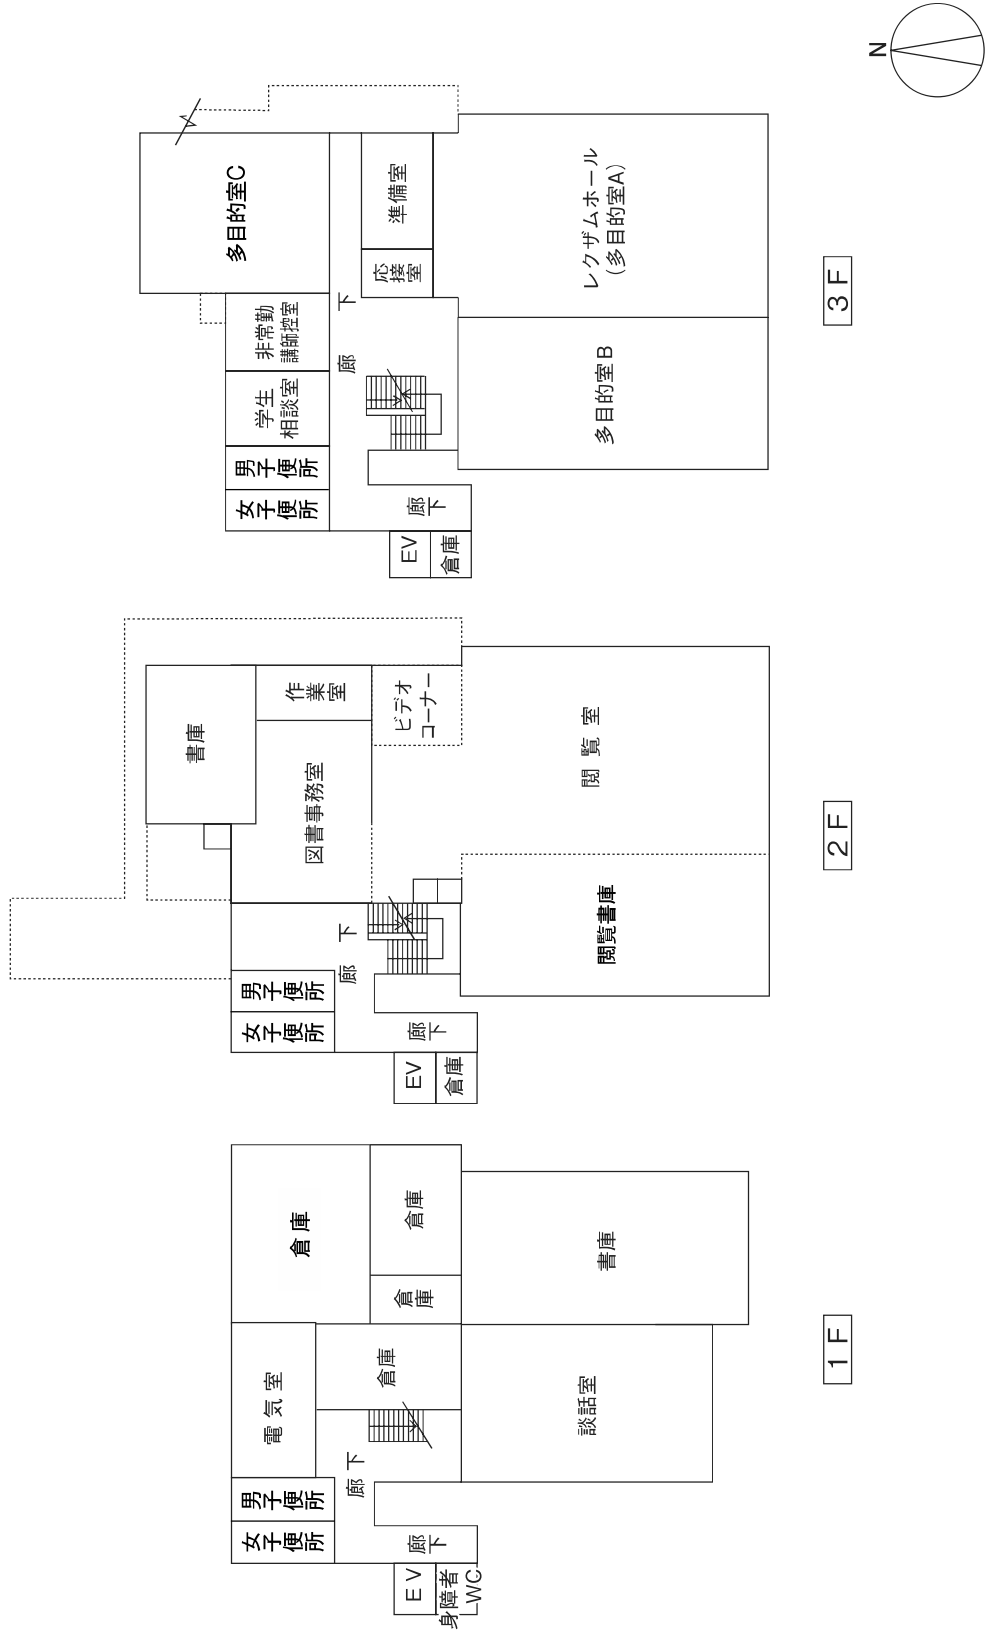 N
多目的室C
準備室
応接室
レクザムホール
（多目的室A）
非常勤
講師控室
学生
相談室
男子便所
女子便所
廊下
廊下
EV
倉庫
多目的室B
3F
書庫
作業室
ビデオ
コーナー
図書事務室
閲覧室
男子便所
女子便所
廊下
廊下
EV
倉庫
閲覧書庫
2F
倉庫
倉庫
倉庫
書庫
電気室
倉庫
談話室
男子便所
女子便所
廊下
廊下
EV
身障者
WC
1F